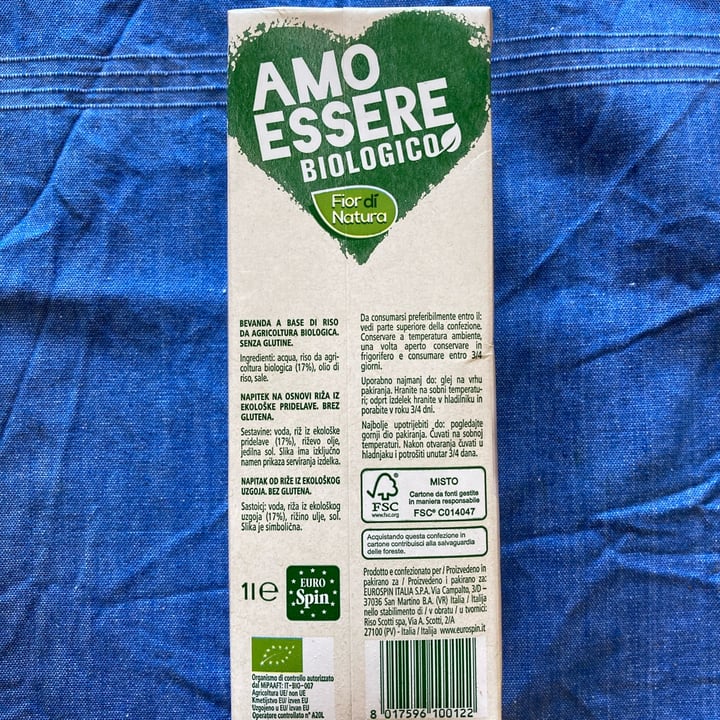 AMO
ESSERE
BIOLOGICO
Fior di
Natura
BEVANDA A BASE DI RISO
DA AGRICOLTURA BIOLOGICA.
SENZA GLUTINE.
Ingredienti: acqua, riso da agri-
coltura biologica (17%), olio di
riso, sale.
NAPITEK NA OSNOVI RIŽA IZ
EKOLOŠKE PRIDELAVE. BREZ
GLUTENA.
Sestavine: voda, riž iz ekološke
pridelave (17%), riževo olje,
jedilna sol. Slika ima izključno
namen prikaza serviranja izdelka.
NAPITAK OD RIŽE IZ EKOLOŠKOG
UZGOJA. BEZ GLUTENA.
Sastojci: voda, riža iz ekološkog
uzgoja (17%), rižino ulje, sol.
Slika je simbolična.
1l e
EURO
Spin
Organismo di controllo autorizzato
dal MiPAAFT: IT-BIO-007
Agricoltura UE/ non UE
Kmetijstvo EU/ izven EU
Uzgojeno u EU/ izvan EU
Operatore controllato n° A20L
Da consumarsi preferibilmente entro il:
vedi parte superiore della confezione.
Conservare a temperatura ambiente,
una volta aperto conservare in
frigorifero e consumare entro 3/4
giorni.
Uporabno najmanj do: glej na vrhu
pakiranja. Hranite na sobni temperatu-
ri; odprt izdelek hranite v hladilniku in
porabite v roku 3/4 dni.
Najbolje upotrijebiti do: pogledajte
gornji dio pakiranja. Čuvati na sobnoj
temperaturi. Nakon otvaranja čuvati u
hladnjaku i potrošiti unutar 3/4 dana.
FSC
www.fsc.org
MISTO
Cartone da fonti gestite
in maniera responsabile
FSC® C014047
Acquistando questa confezione in
cartone contribuisci alla salvaguardia
delle foreste.
Prodotto e confezionato per / Proizvedeno in
pakirano za / Proizvedeno i pakirano za:
EUROSPIN ITALIA S.P.A. Via Campalto, 3/D –
37036 San Martino B.A. (VR) Italia / Italija
nello stabilimento di / v obratu / u tvornici:
Riso Scotti spa, Via A. Scotti, 2/A
27100 (PV) - Italia / Italija www.eurospin.it
8 017596 100122